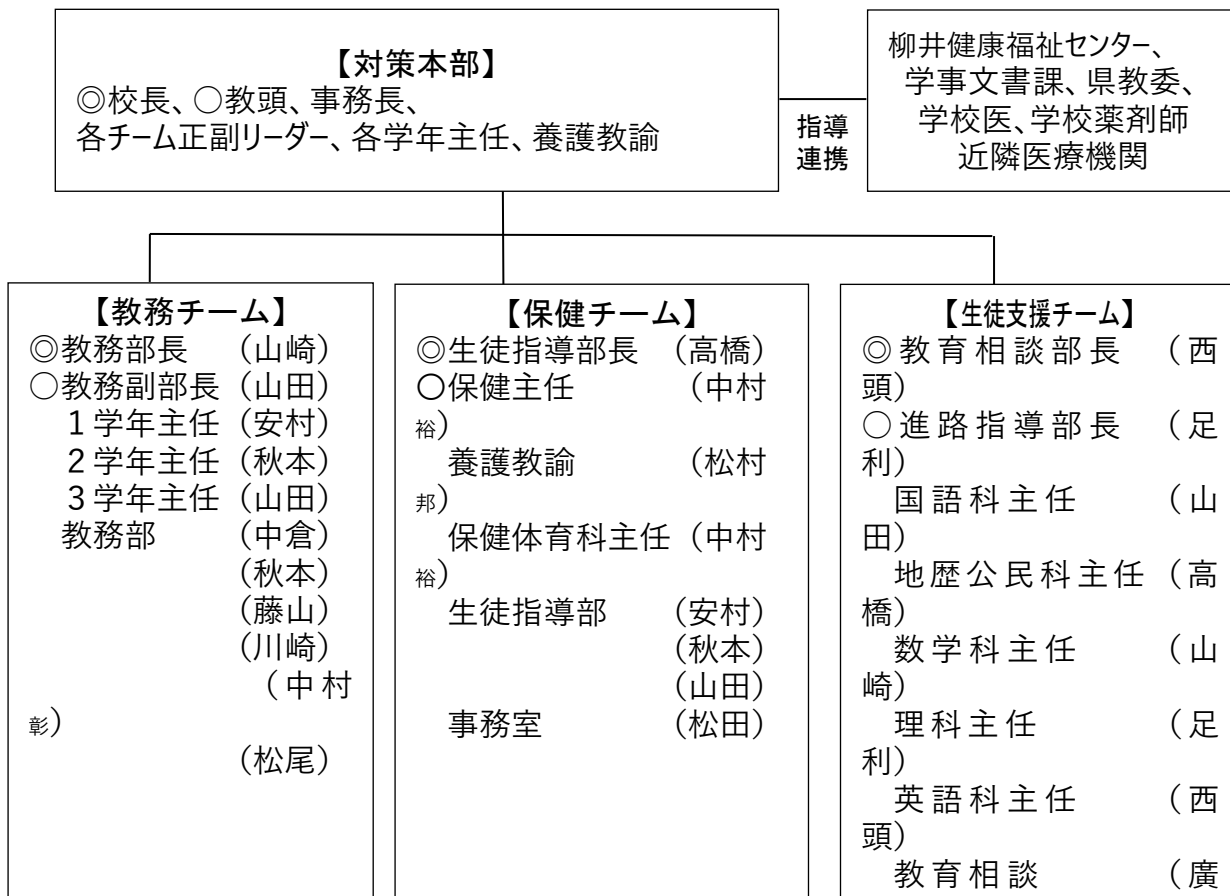 【対策本部】
◎校長、○教頭、事務長、
各チーム正副リーダー、各学年主任、養護教諭
指導
連携
柳井健康福祉センター、
学事文書課、県教委、
学校医、学校薬剤師
近隣医療機関
【教務チーム】
◎教務部長 (山崎)
○教務副部長 (山田)
1学年主任 (安村)
2学年主任 (秋本)
3学年主任 (山田)
教務部 (中倉)
(秋本)
(藤山)
(川崎)
(中村
彰)
(松尾)
【保健チーム】
◎生徒指導部長 (高橋)
○保健主任 (中村
裕)
養護教諭 (松村
邦)
保健体育科主任 (中村
裕)
生徒指導部 (安村)
(秋本)
(山田)
事務室 (松田)
【生徒支援チーム】
◎教育相談部長 (西
頭)
○進路指導部長 (足
利)
国語科主任 (山
田)
地歴公民科主任 (高
橋)
数学科主任 (山
崎)
理科主任 (足
利)
英語科主任 (西
頭)
教育相談 (廣